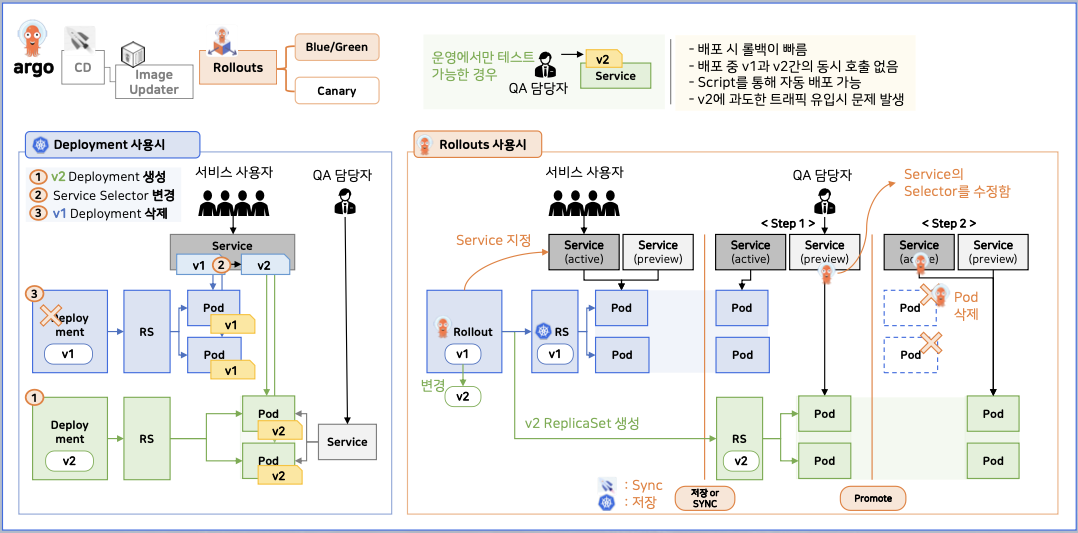 argo
CD
Image
Updater
Rollouts
Blue/Green
Canary
운영에서만 테스트
가능한 경우
QA 담당자
v2
Service
- 배포 시 롤백이 빠름
- 배포 중 v1과 v2간의 동시 호출 없음
- Script를 통해 자동 배포 가능
- v2에 과도한 트래픽 유입시 문제 발생
Deployment 사용시
1 v2 Deployment 생성
2 Service Selector 변경
3 v1 Deployment 삭제
서비스 사용자
QA 담당자
Service
v1
2
v2
3
Deploy
ment
v1
RS
Pod
v1
Pod
v1
1
Deploy
ment
v2
RS
Pod
v2
Pod
v2
Service
Rollouts 사용시
서비스 사용자
QA 담당자
Service의
Selector를 수정함
Service 지정
< Step 1 >
< Step 2 >
Service
(active)
Service
(preview)
Service
(active)
Service
(preview)
Service
(active)
Service
(preview)
Rollout
v1
변경
v2
RS
v1
Pod
Pod
Pod
Pod
Pod
Pod
Pod
삭제
v2 ReplicaSet 생성
RS
v2
Pod
Pod
Pod
Pod
: Sync
: 저장
저장 or
SYNC
Promote